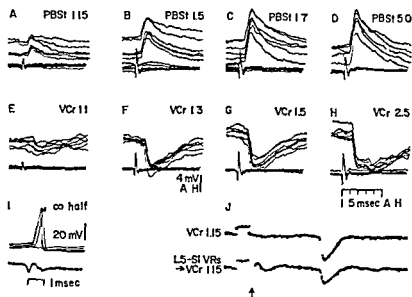 A PBSt 1.15
B PBSt 1.5
C PBSt 1.7
D PBSt 5.0
E VCr 1.1
F VCr 1.3
G VCr 1.5
H VCr 2.5
4 mV
A H
5 msec A H
I ∞ half
20 mV
1 msec
J
VCr 1.15
L5-S1 VRs
→VCr 1.15